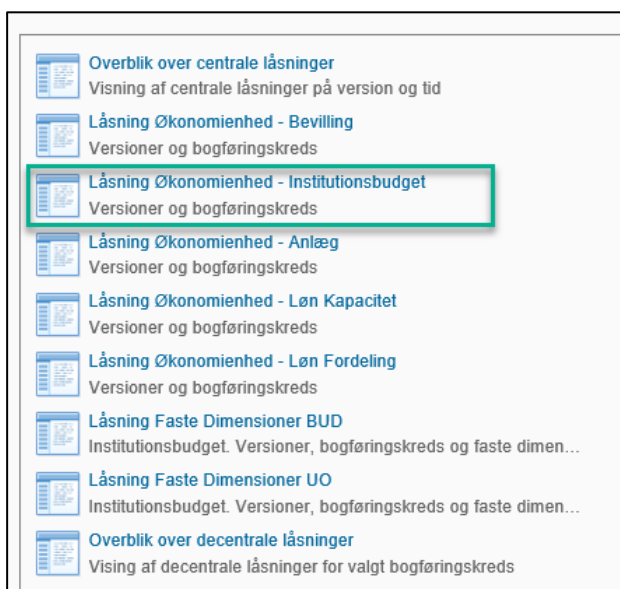 Overblik over centrale låsninger
Visning af centrale låsninger på version og tid
Låsning Økonomienhed - Bevilling
Versioner og bogføringskreds
Låsning Økonomienhed - Institutionsbudget
Versioner og bogføringskreds
Låsning Økonomienhed - Anlæg
Versioner og bogføringskreds
Låsning Økonomienhed - Løn Kapacitet
Versioner og bogføringskreds
Låsning Økonomienhed - Løn Fordeling
Versioner og bogføringskreds
Låsning Faste Dimensioner BUD
Institutionsbudget. Versioner, bogføringskreds og faste dimen...
Låsning Faste Dimensioner UO
Institutionsbudget. Versioner, bogføringskreds og faste dimen...
Overblik over decentrale låsninger
Vising af decentrale låsninger for valgt bogføringskreds